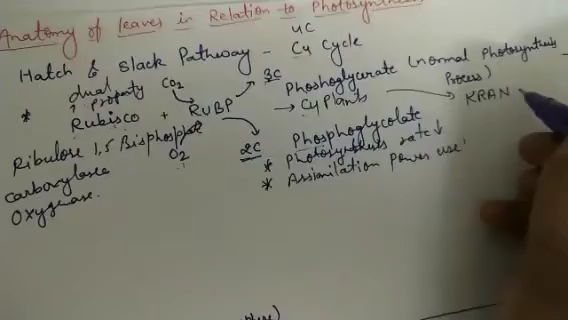 Anatomy of leaves in Relation to Photosynthesis
4C
Hatch & Slack Pathway - C4 Cycle
* dual property
CO2
3C Phoshoglycerate (normal Photosynthesis Process)
Rubisco + RUBP
→ C4 Plants → KRAN
Ribulose 1,5 Bisphosphate
O2
2C Phosphoglycolate
carboxylase
* Photosynthesis rate ↓
Oxygenase.
* Assimilation Power use